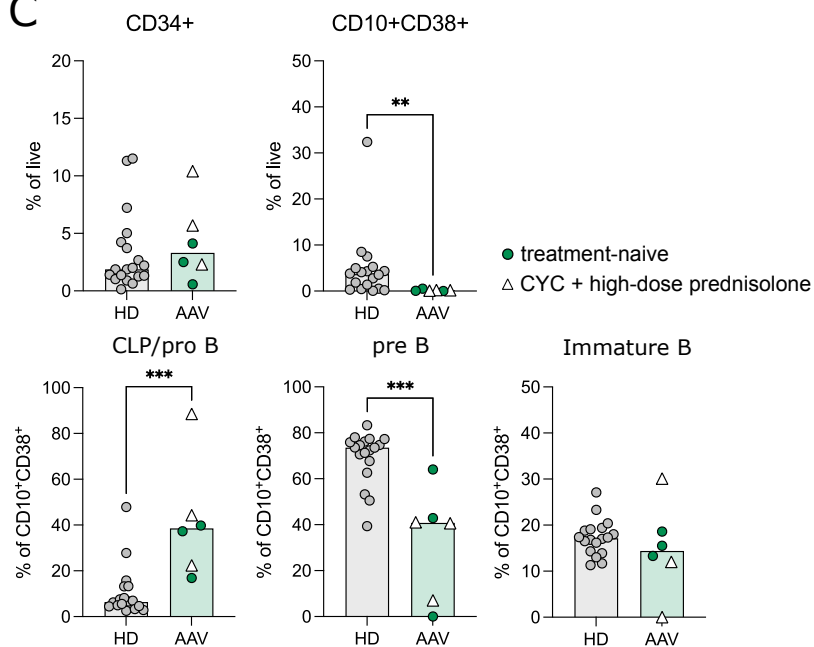 C
CD34+
CD10+CD38+
% of live
20
15
10
5
0
HD
AAV
% of live
50
40
30
20
10
0
**
HD
AAV
treatment-naive
CYC + high-dose prednisolone
CLP/pro B
pre B
Immature B
% of CD10⁺CD38⁺
100
80
60
40
20
0
***
HD
AAV
% of CD10⁺CD38⁺
100
80
60
40
20
0
***
HD
AAV
% of CD10⁺CD38⁺
50
40
30
20
10
0
HD
AAV